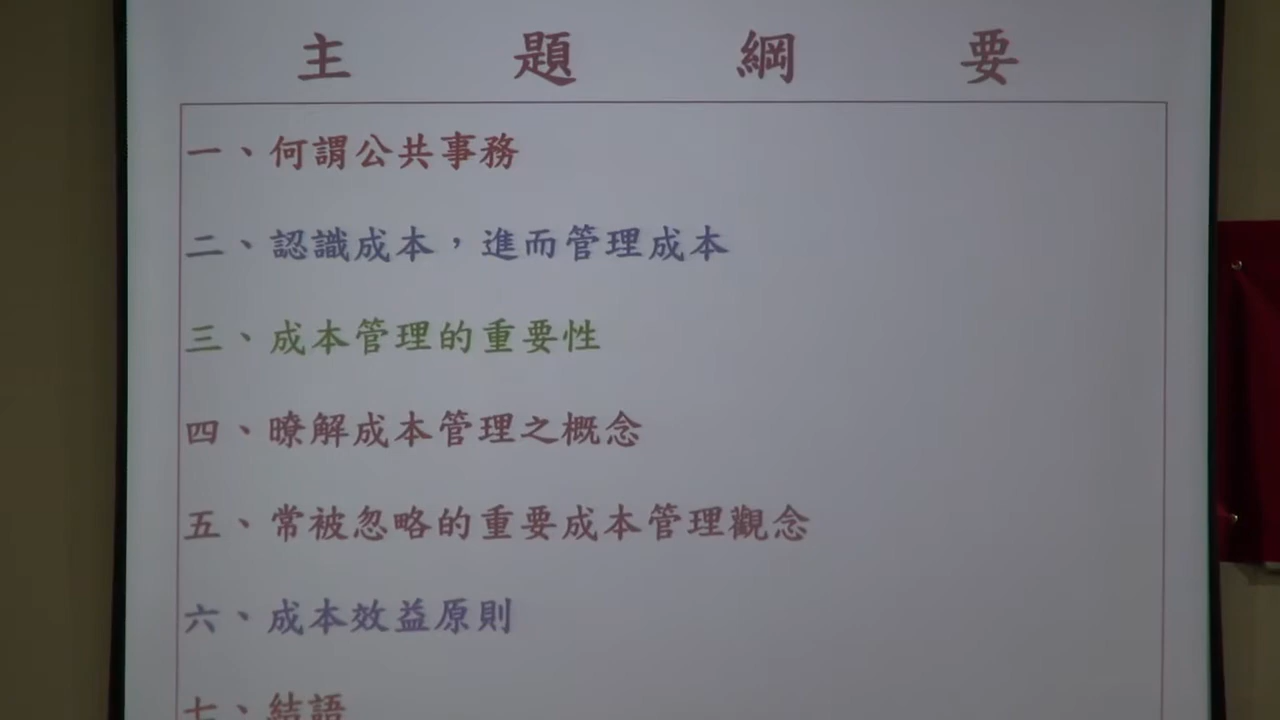 主題綱要
一、何謂公共事務
二、認識成本，進而管理成本
三、成本管理的重要性
四、瞭解成本管理之概念
五、常被忽略的重要成本管理觀念
六、成本效益原則
七、結語